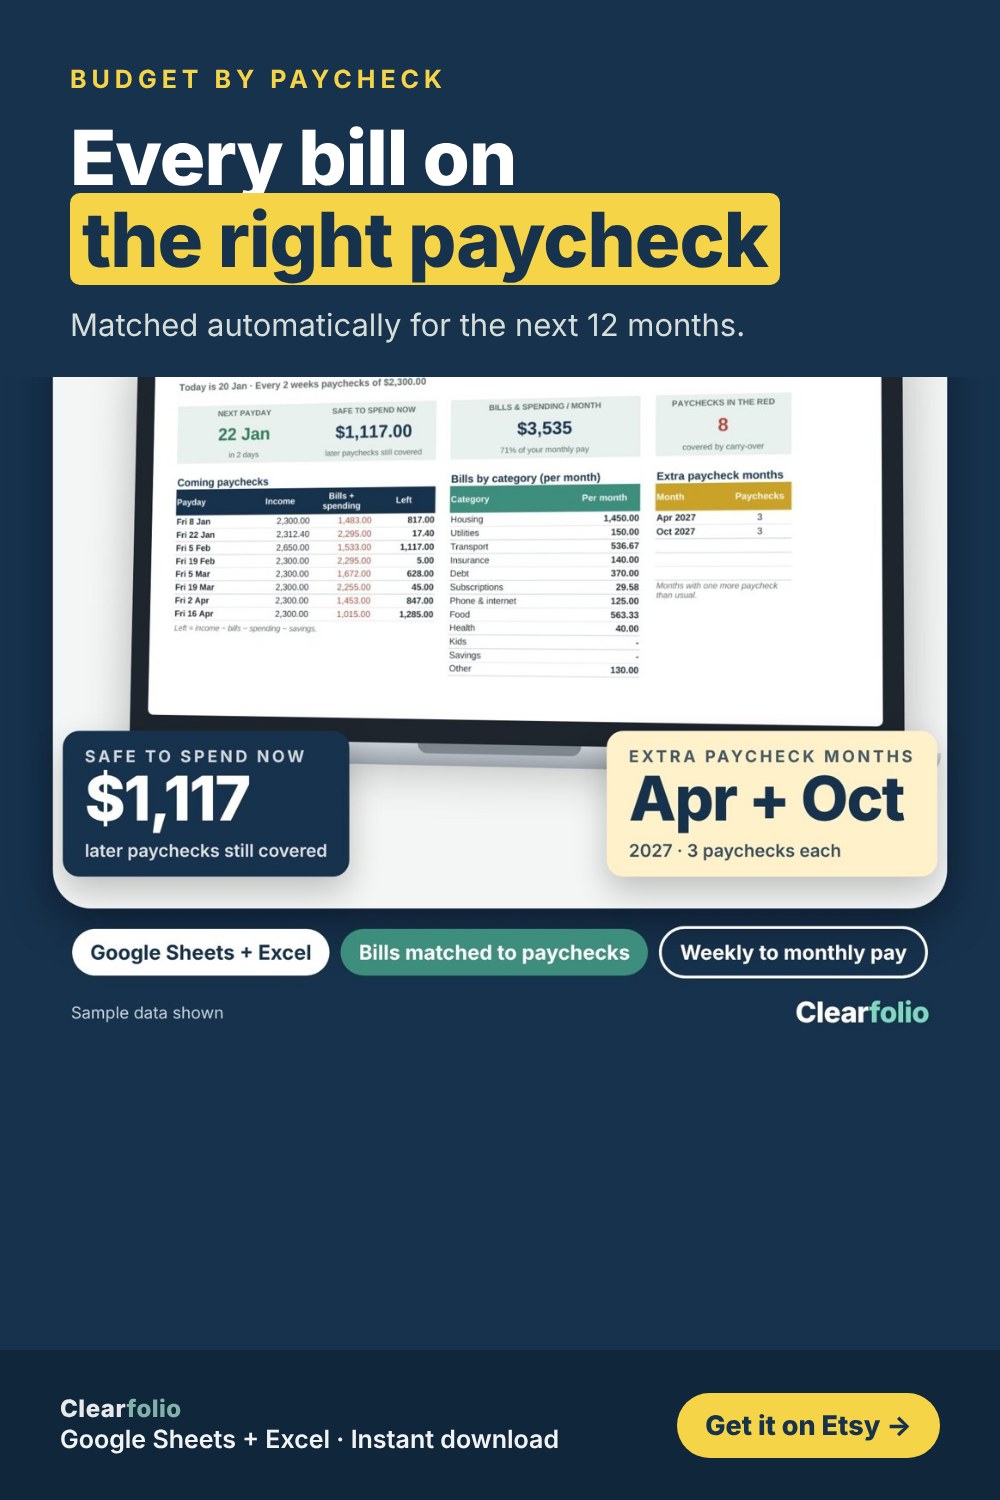 BUDGET BY PAYCHECK
Every bill on
the right paycheck
Matched automatically for the next 12 months.
Today is 20 Jan · Every 2 weeks paychecks of $2,300.00
NEXT PAYDAY
22 Jan
in 2 days
SAFE TO SPEND NOW
$1,117.00
later paychecks still covered
BILLS & SPENDING / MONTH
$3,535
71% of your monthly pay
PAYCHECKS IN THE RED
8
covered by carry-over
Coming paychecks
Payday Income Bills + spending Left
Fri 8 Jan 2,300.00 1,483.00 817.00
Fri 22 Jan 2,312.40 2,295.00 17.40
Fri 5 Feb 2,650.00 1,533.00 1,117.00
Fri 19 Feb 2,300.00 2,295.00 5.00
Fri 5 Mar 2,300.00 1,672.00 628.00
Fri 19 Mar 2,300.00 2,255.00 45.00
Fri 2 Apr 2,300.00 1,453.00 847.00
Fri 16 Apr 2,300.00 1,015.00 1,285.00
Left = income − bills − spending − savings.
Bills by category (per month)
Category Per month
Housing 1,450.00
Utilities 150.00
Transport 536.67
Insurance 140.00
Debt 370.00
Subscriptions 29.58
Phone & internet 125.00
Food 563.33
Health 40.00
Kids -
Savings -
Other 130.00
Extra paycheck months
Month Paychecks
Apr 2027 3
Oct 2027 3
Months with one more paycheck
than usual.
SAFE TO SPEND NOW
$1,117
later paychecks still covered
EXTRA PAYCHECK MONTHS
Apr + Oct
2027 · 3 paychecks each
Google Sheets + Excel
Bills matched to paychecks
Weekly to monthly pay
Sample data shown
Clearfolio
Clearfolio
Google Sheets + Excel · Instant download
Get it on Etsy →